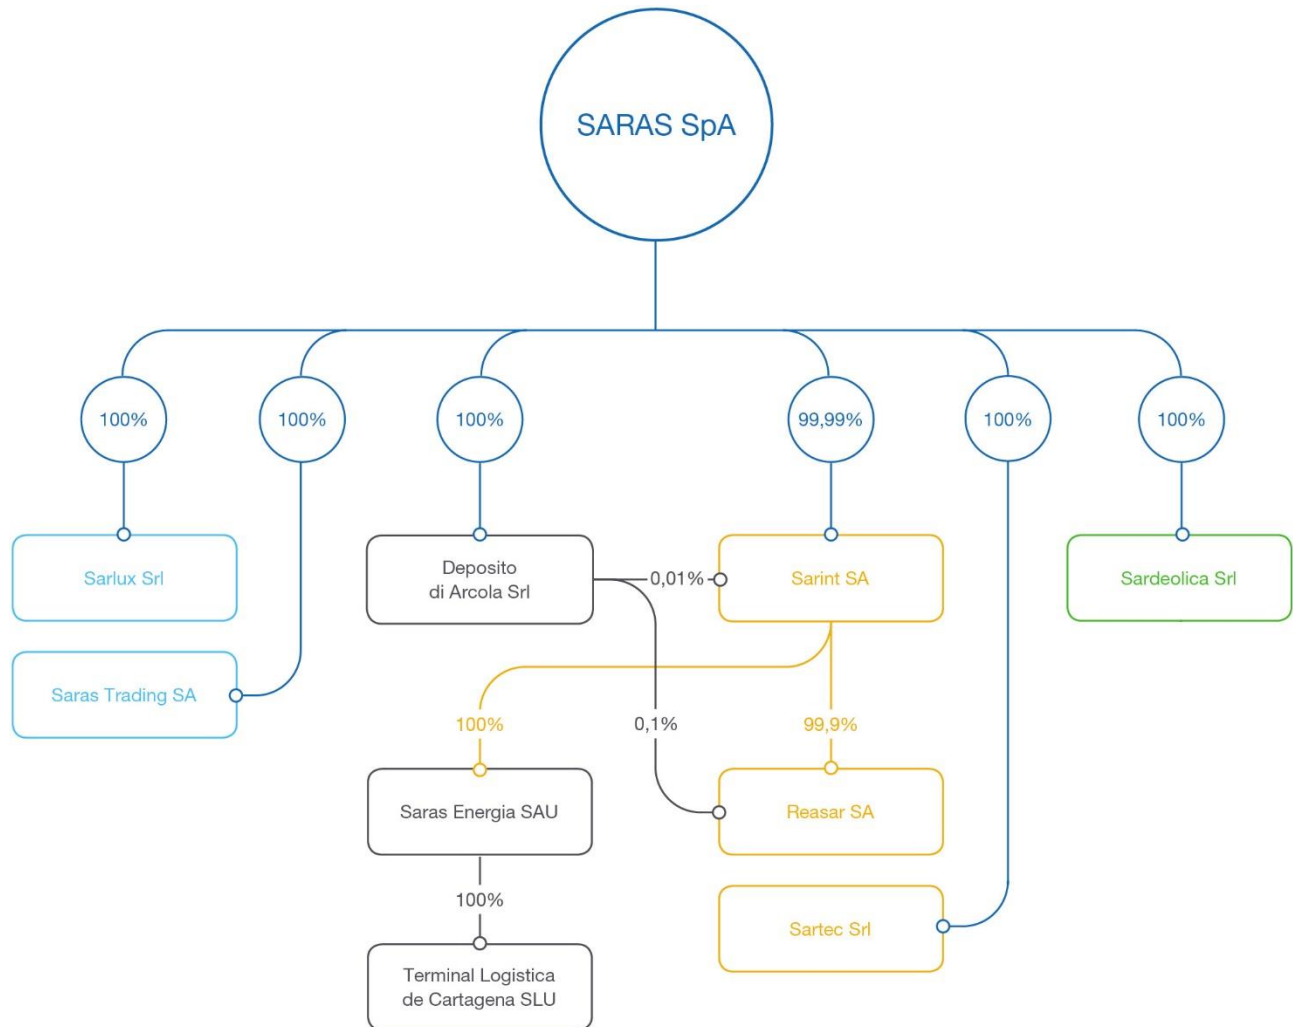 SARAS SpA
100%
100%
100%
99,99%
100%
100%
Sarlux Srl
Deposito
di Arcola Srl
0,01%
Sarint SA
Sardeolica Srl
Saras Trading SA
100%
0,1%
99,9%
Saras Energia SAU
Reasar SA
100%
Sartec Srl
Terminal Logistica
de Cartagena SLU